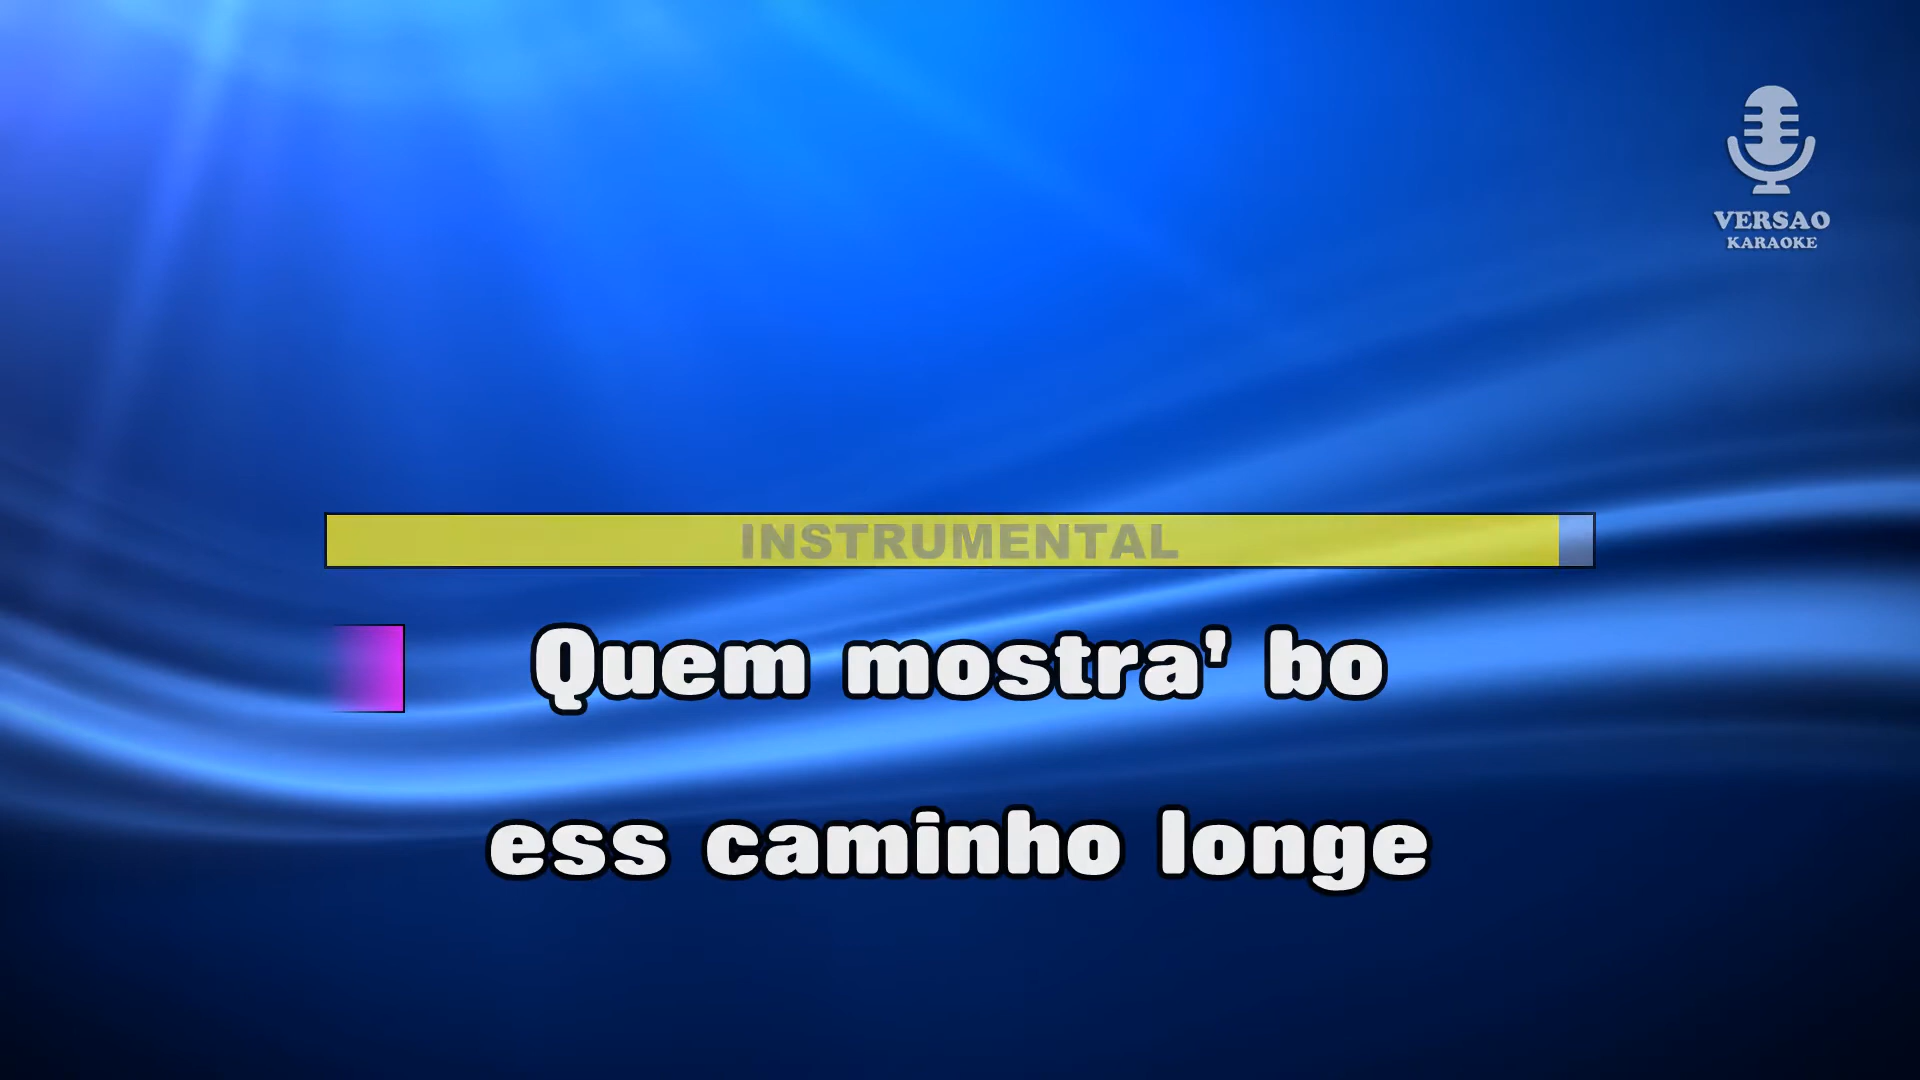 VERSAO
KARAOKE
INSTRUMENTAL
Quem mostra' bo
ess caminho longe